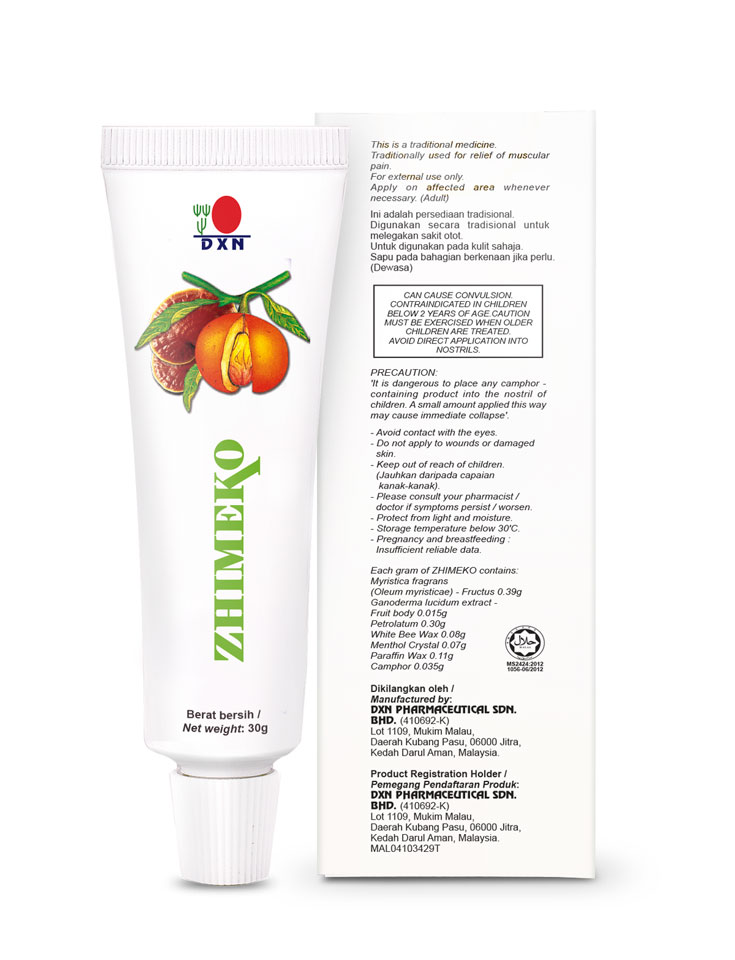 DXN
ZHIMEKO
Berat bersih /
Net weight: 30g
This is a traditional medicine.
Traditionally used for relief of muscular
pain.
For external use only.
Apply on affected area whenever
necessary. (Adult)
Ini adalah persediaan tradisional.
Digunakan secara tradisional untuk
melegakan sakit otot.
Untuk digunakan pada kulit sahaja.
Sapu pada bahagian berkenaan jika perlu.
(Dewasa)
CAN CAUSE CONVULSION.
CONTRAINDICATED IN CHILDREN
BELOW 2 YEARS OF AGE.CAUTION
MUST BE EXERCISED WHEN OLDER
CHILDREN ARE TREATED.
AVOID DIRECT APPLICATION INTO
NOSTRILS.
PRECAUTION:
'It is dangerous to place any camphor -
containing product into the nostril of
children. A small amount applied this way
may cause immediate collapse'.
- Avoid contact with the eyes.
- Do not apply to wounds or damaged
skin.
- Keep out of reach of children.
(Jauhkan daripada capaian
kanak-kanak).
- Please consult your pharmacist /
doctor if symptoms persist / worsen.
- Protect from light and moisture.
- Storage temperature below 30'C.
- Pregnancy and breastfeeding :
Insufficient reliable data.
Each gram of ZHIMEKO contains:
Myristica fragrans
(Oleum myristicae) - Fructus 0.39g
Ganoderma lucidum extract -
Fruit body 0.015g
Petrolatum 0.30g
White Bee Wax 0.08g
Menthol Crystal 0.07g
Paraffin Wax 0.11g
Camphor 0.035g
حلال
MS2424:2012
1056-06/2012
Dikilangkan oleh /
Manufactured by:
DXN PHARMACEUTICAL SDN.
BHD. (410692-K)
Lot 1109, Mukim Malau,
Daerah Kubang Pasu, 06000 Jitra,
Kedah Darul Aman, Malaysia.
Product Registration Holder /
Pemegang Pendaftaran Produk:
DXN PHARMACEUTICAL SDN.
BHD. (410692-K)
Lot 1109, Mukim Malau,
Daerah Kubang Pasu, 06000 Jitra,
Kedah Darul Aman, Malaysia.
MAL04103429T